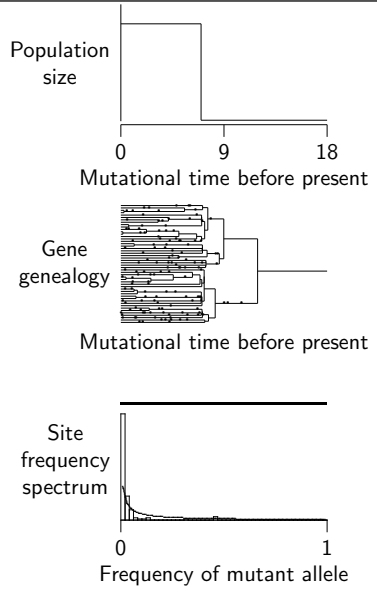 Population
size
0 9 18
Mutational time before present
Gene
genealogy
Mutational time before present
Site
frequency
spectrum
0 1
Frequency of mutant allele